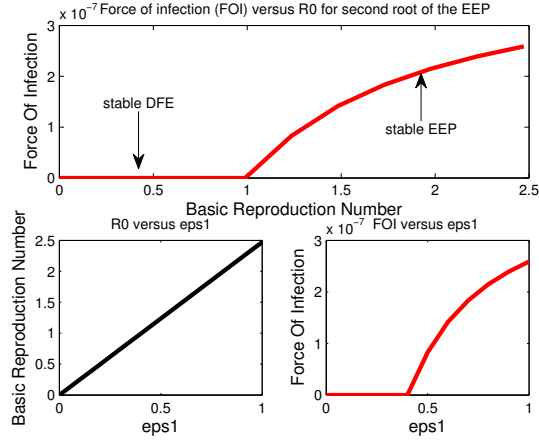 x 10⁻⁷ Force of infection (FOI) versus R0 for second root of the EEP
3
2
1
0
Force Of Infection
stable DFE
stable EEP
0 0.5 1 1.5 2 2.5
Basic Reproduction Number
R0 versus eps1
2.5
2
1.5
1
0.5
0
Basic Reproduction Number
0 0.5 1
eps1
x 10⁻⁷ FOI versus eps1
3
2
1
0
Force Of Infection
0 0.5 1
eps1